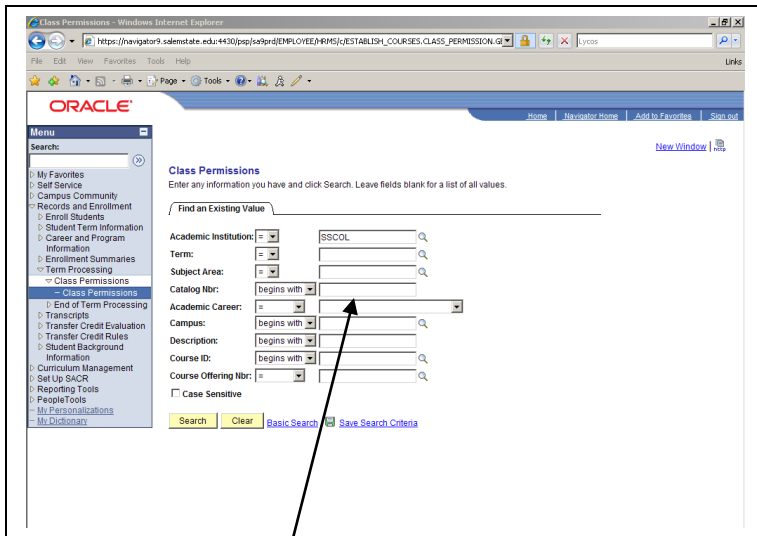 Class Permissions - Windows Internet Explorer
https://navigator9.salemstate.edu:4430/psp/sa9prd/EMPLOYEE/HRMS/c/ESTABLISH_COURSES.CLASS_PERMISSION.GI
Lycos
File Edit View Favorites Tools Help
Links
Page Tools
ORACLE
Home Navigator Home Add to Favorites Sign out
Menu
New Window
http
Search:
My Favorites
Self Service
Campus Community
Records and Enrollment
Enroll Students
Student Term Information
Career and Program
Information
Enrollment Summaries
Term Processing
Class Permissions
Class Permissions
End of Term Processing
Transcripts
Transfer Credit Evaluation
Transfer Credit Rules
Student Background
Information
Curriculum Management
Set Up SACR
Reporting Tools
PeopleTools
My Personalizations
My Dictionary
Class Permissions
Enter any information you have and click Search. Leave fields blank for a list of all values.
Find an Existing Value
Academic Institution: = SSCOL
Term: =
Subject Area: =
Catalog Nbr: begins with
Academic Career: =
Campus: begins with
Description: begins with
Course ID: begins with
Course Offering Nbr: =
Case Sensitive
Search Clear Basic Search Save Search Criteria